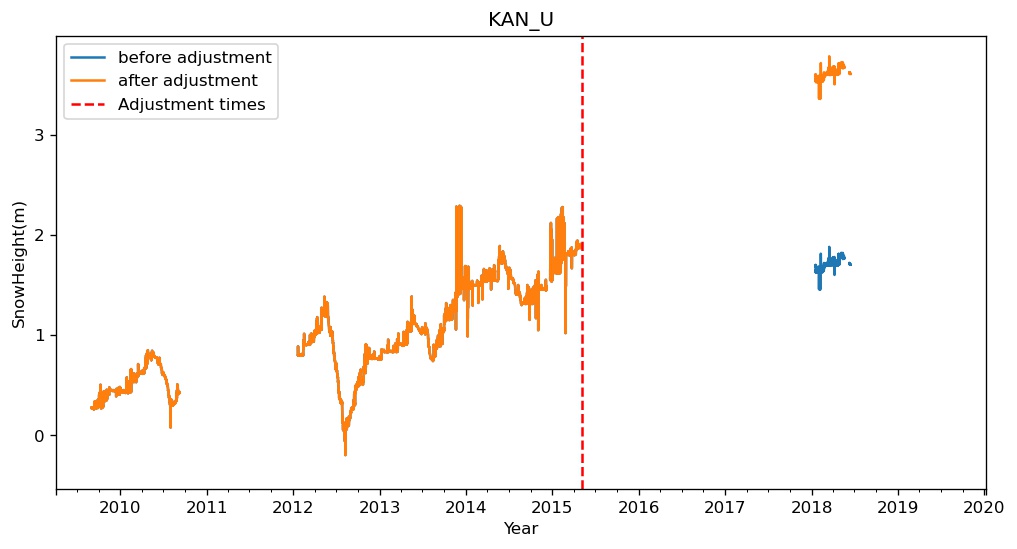 KAN_U
before adjustment
after adjustment
Adjustment times
SnowHeight(m)
3
2
1
0
2010 2011 2012 2013 2014 2015 2016 2017 2018 2019 2020
Year